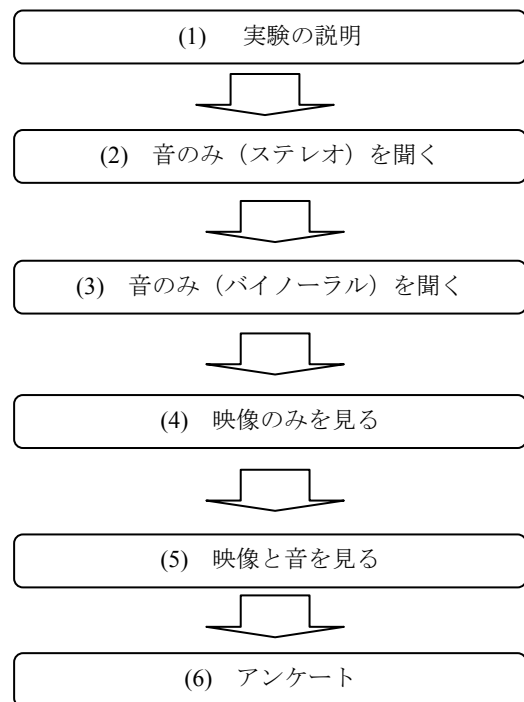 (1) 実験の説明
(2) 音のみ（ステレオ）を聞く
(3) 音のみ（バイノーラル）を聞く
(4) 映像のみを見る
(5) 映像と音を見る
(6) アンケート